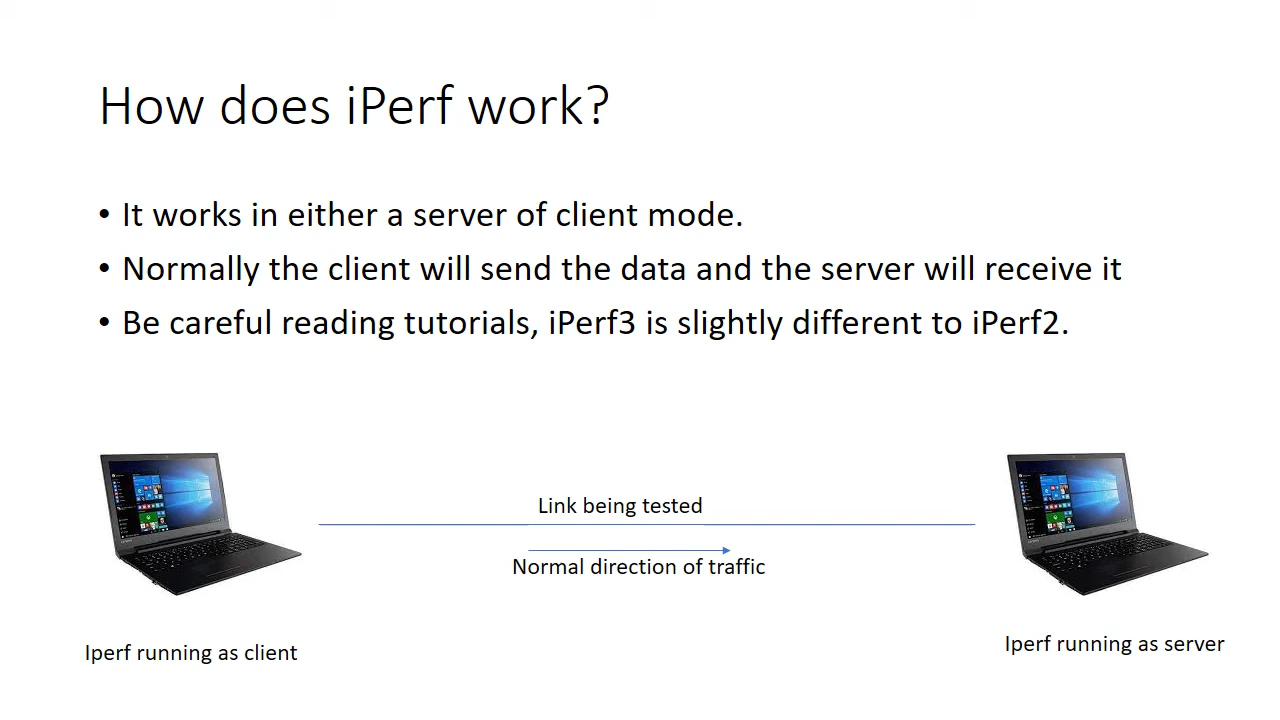 How does iPerf work?
• It works in either a server of client mode.
• Normally the client will send the data and the server will receive it
• Be careful reading tutorials, iPerf3 is slightly different to iPerf2.
Link being tested
Normal direction of traffic
Iperf running as client
Iperf running as server